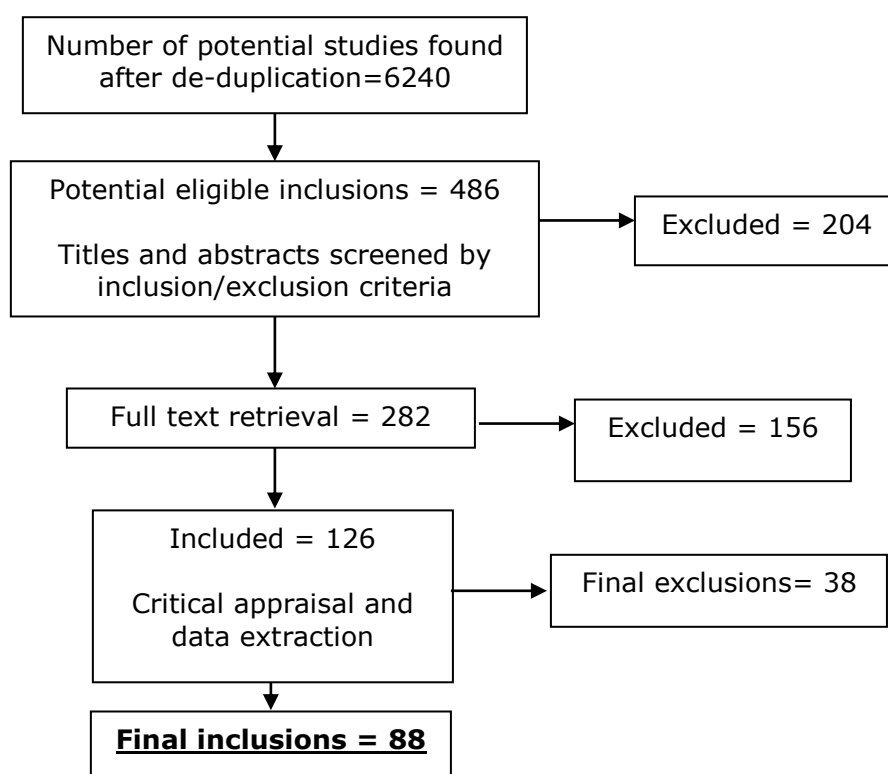 Number of potential studies found
after de-duplication=6240
Potential eligible inclusions = 486
Titles and abstracts screened by
inclusion/exclusion criteria
Excluded = 204
Full text retrieval = 282
Excluded = 156
Included = 126
Critical appraisal and
data extraction
Final exclusions= 38
Final inclusions = 88